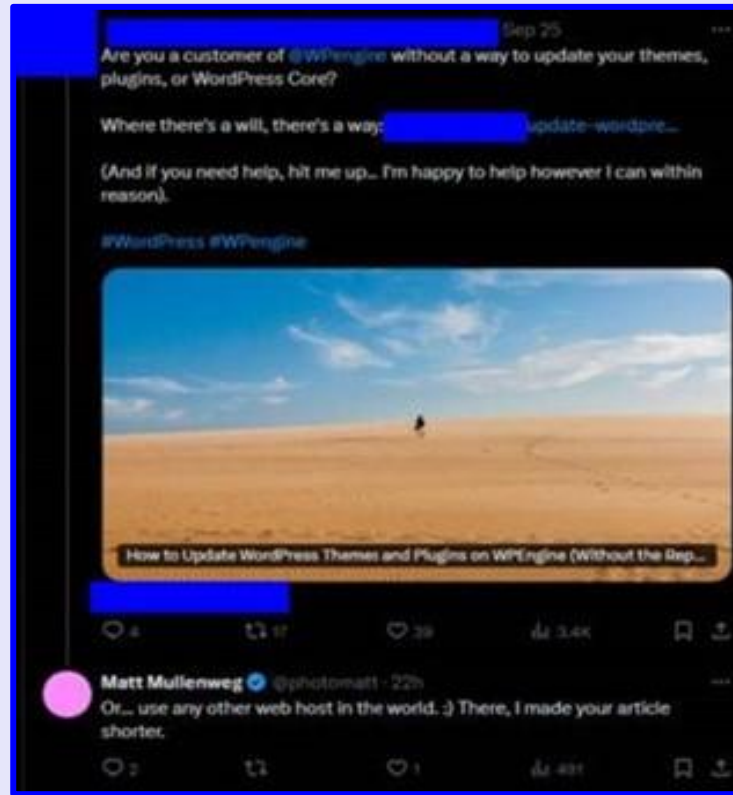 Sep 25
Are you a customer of @WPengine without a way to update your themes,
plugins, or WordPress Core?
Where there's a will, there's a way: update-wordpre...
(And if you need help, hit me up... I'm happy to help however I can within
reason).
#WordPress #WPengine
How to Update WordPress Themes and Plugins on WPEngine (Without the Rep...
4 17 39 3.4K
Matt Mullenweg @photomatt · 22h
Or... use any other web host in the world. :) There, I made your article
shorter.
2 1 491